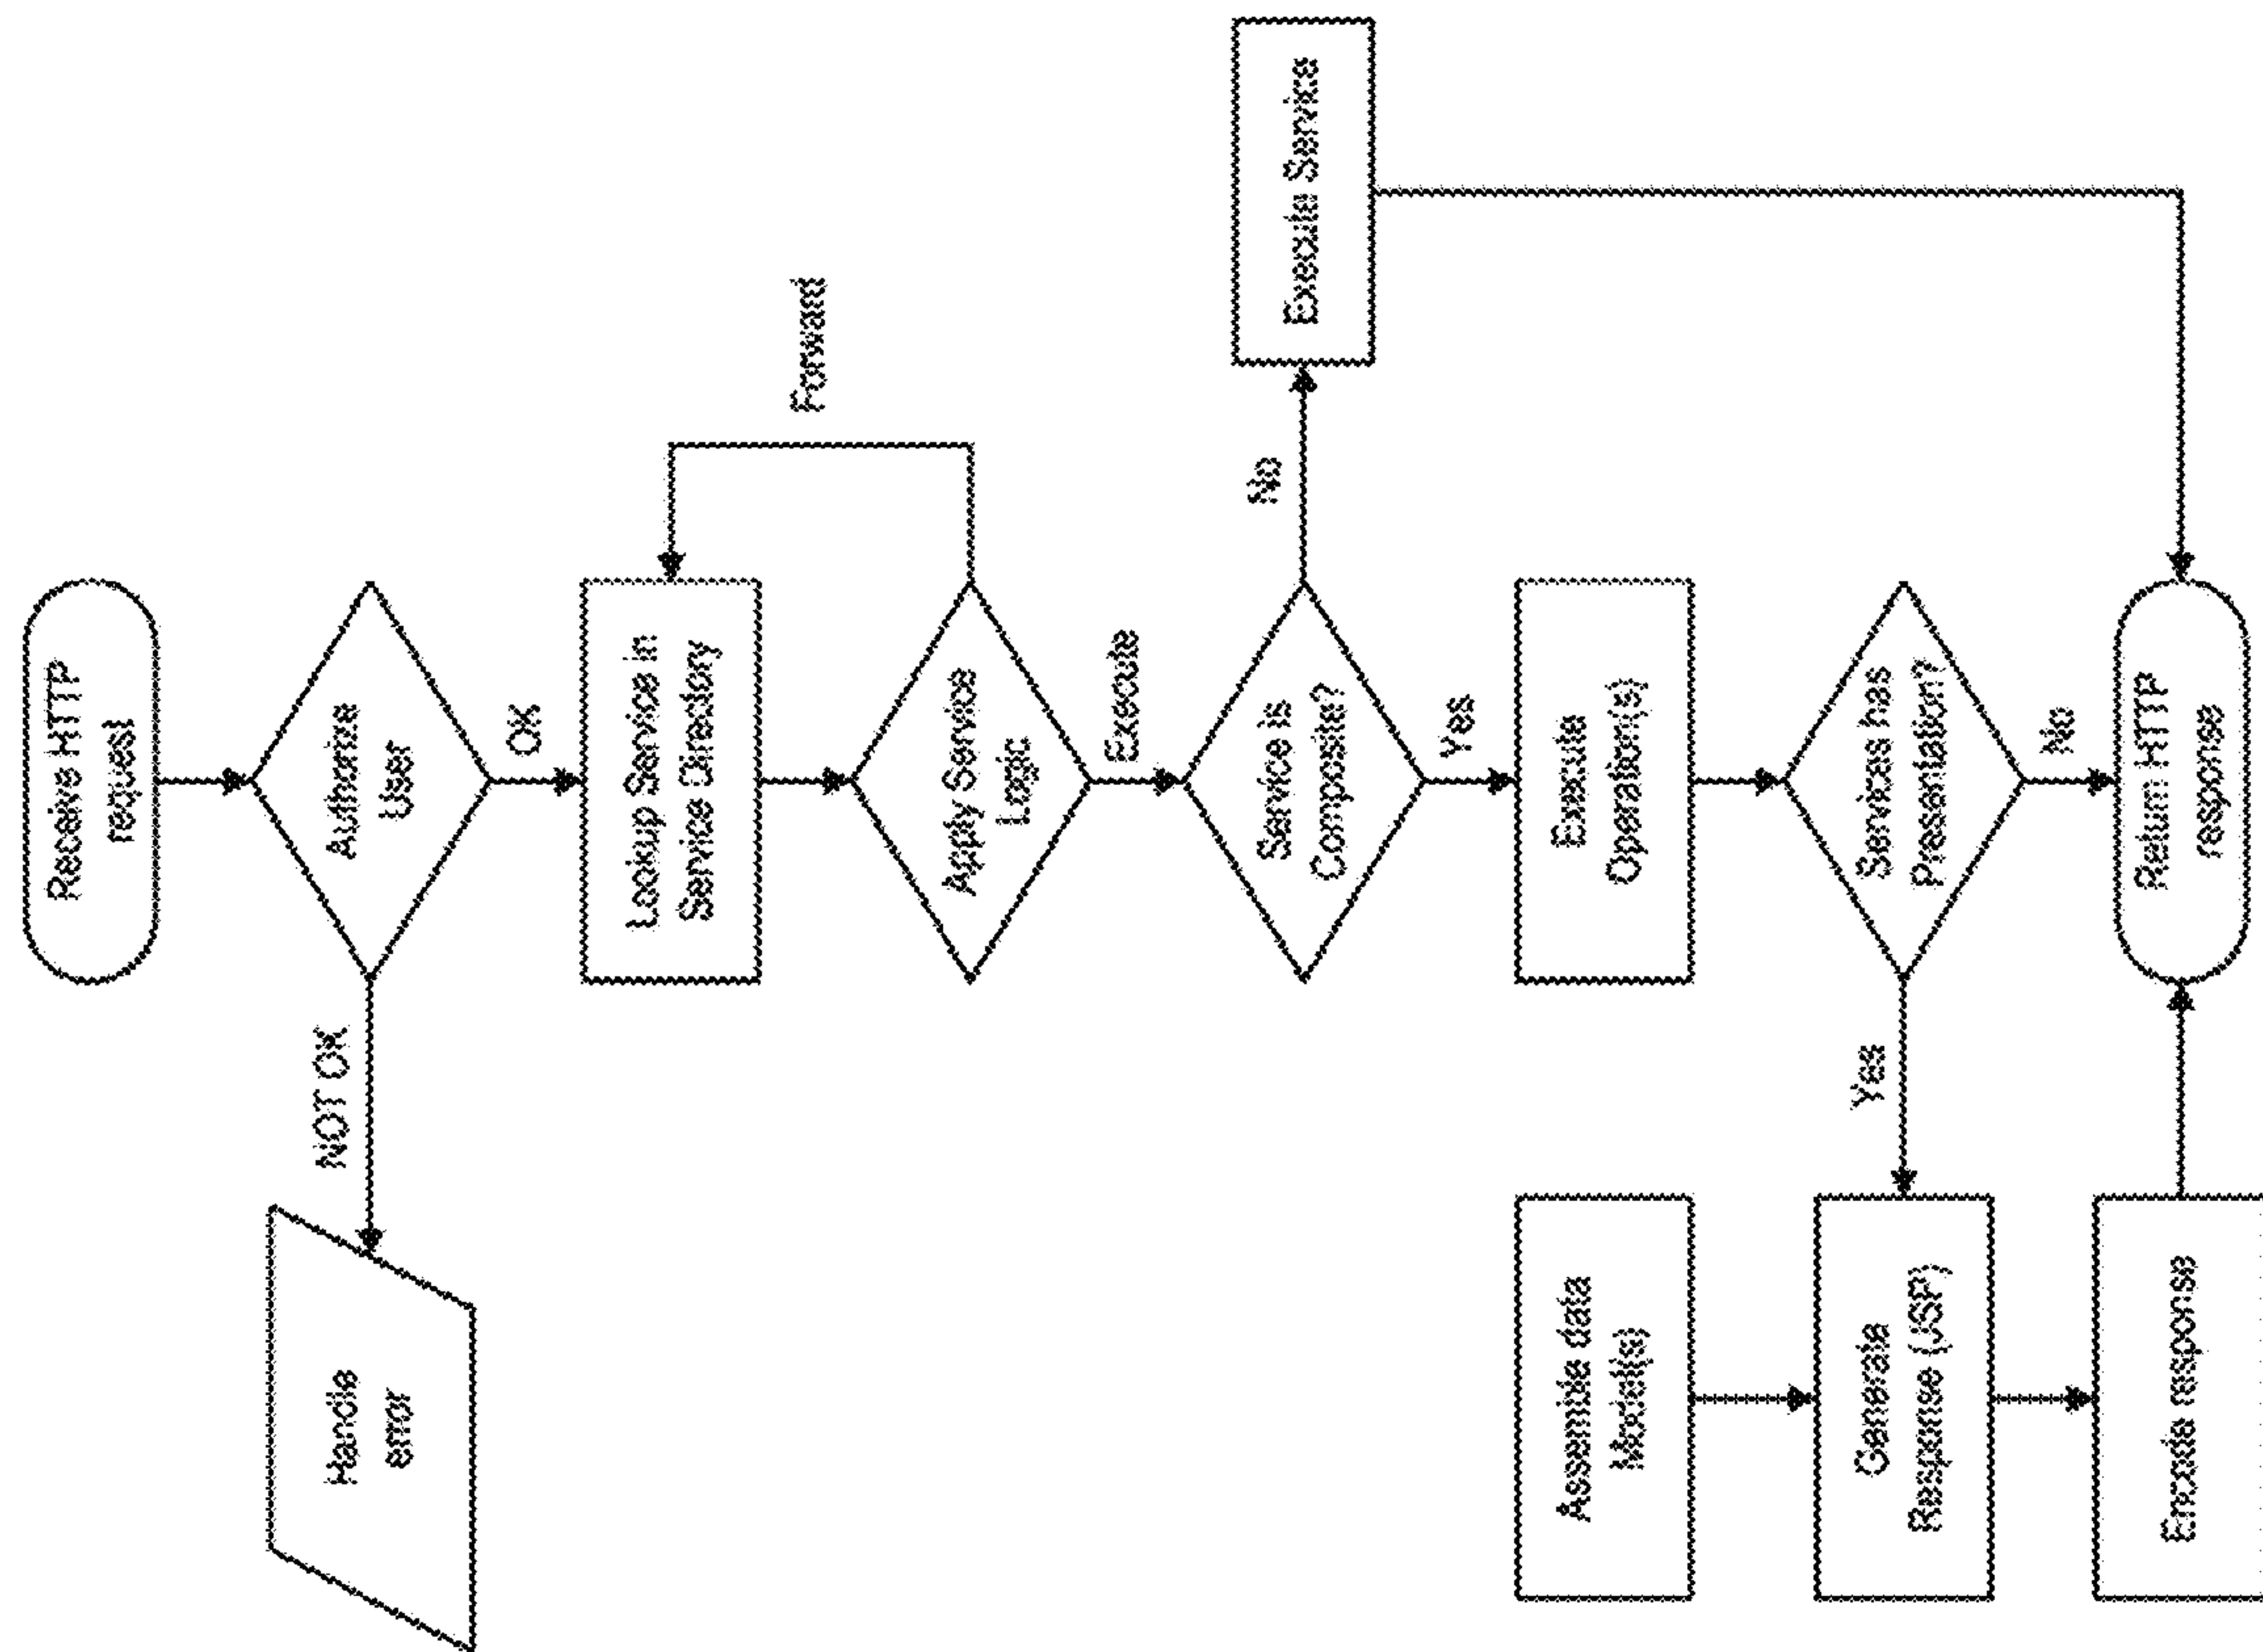 Receive HTTP
request
Authorize
User
NOT OK
Handle
error
OK
Lookup Service in
Service Directory
Forward
Apply Service
Logic
Execute
Service is
Composite?
No
Execute Service
Yes
Execute
Operation(s)
Services has
Presentation?
Yes
No
Assemble data
Model(s)
Generate
Response (JSP)
Encode response
Return HTTP
response